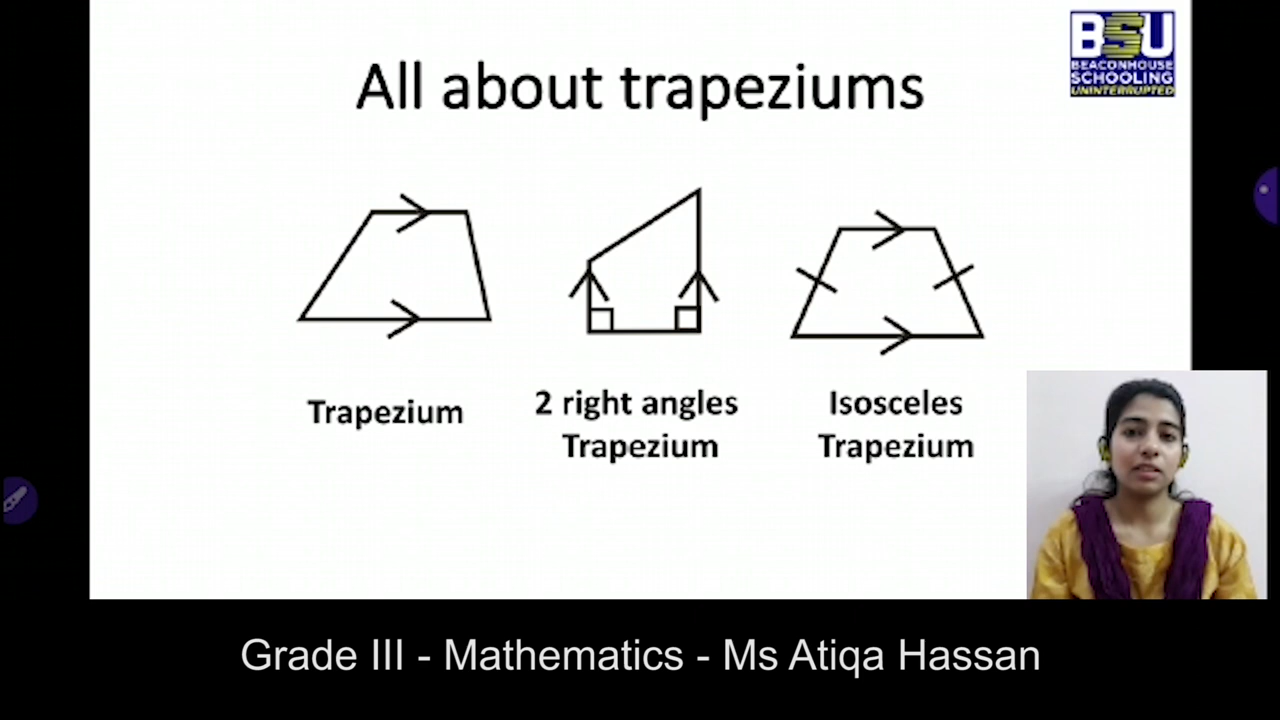 All about trapeziums
BSU
BEACONHOUSE
SCHOOLING
UNINTERRUPTED
Trapezium
2 right angles
Trapezium
Isosceles
Trapezium
Grade III - Mathematics - Ms Atiqa Hassan